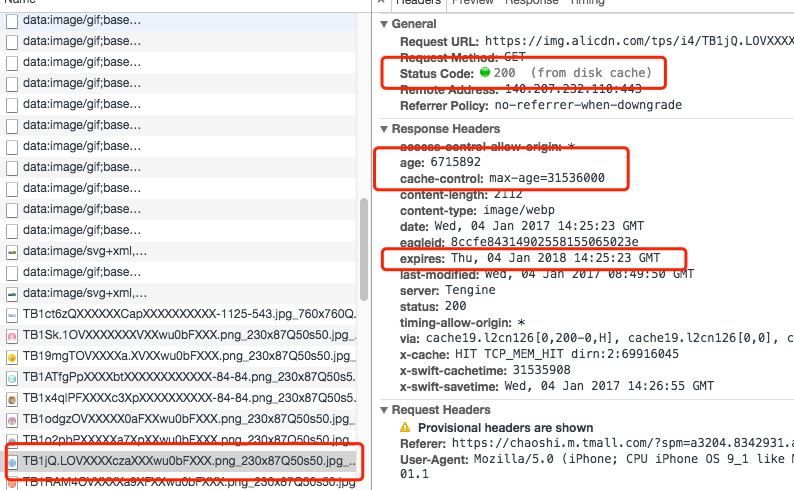 Name
data:image/gif;base…
data:image/gif;base…
data:image/gif;base…
data:image/gif;base…
data:image/gif;base…
data:image/gif;base…
data:image/gif;base…
data:image/gif;base…
data:image/gif;base…
data:image/gif;base…
data:image/gif;base…
data:image/svg+xml,…
data:image/svg+xml,…
data:image/svg+xml,…
TB1ct6zQXXXXXXCapXXXXXXXXXX-1125-543.jpg_760x760Q.
TB1Sk.1OVXXXXXXXVXXwu0bFXXX.png_230x87Q50s50.jpg_.
TB19mgTOVXXXXa.XVXXwu0bFXXX.png_230x87Q50s50.jpg_..
TB1ATfgPpXXXXbtXXXXXXXXXXXX-84-84.png_230x87Q50s5.
TB1x4qlPFXXXXc3XpXXXXXXXXXX-84-84.png_230x87Q50s5.
TB1odgzOVXXXXX0aFXXwu0bFXXX.png_230x87Q50s50.jpg_.
TB1o2pbPXXXXXa7XpXXwu0bFXXX.png_230x87Q50s50.jpg_.
TB1jQ.LOVXXXXczaXXXwu0bFXXX.png_230x87Q50s50.jpg_..
TB1RAM4OVXXXXa9XFXXwu0bFXXX.png_230x87Q50s50.jpg
× Headers Preview Response Timing
▼ General
Request URL: https://img.alicdn.com/tps/i4/TB1jQ.LOVXXXX
Request Method: GET
Status Code: 200 (from disk cache)
Remote Address: 140.207.232.110:443
Referrer Policy: no-referrer-when-downgrade
▼ Response Headers
access-control-allow-origin: *
age: 6715892
cache-control: max-age=31536000
content-length: 2112
content-type: image/webp
date: Wed, 04 Jan 2017 14:25:23 GMT
eagleid: 8ccfe84314902558155065023e
expires: Thu, 04 Jan 2018 14:25:23 GMT
last-modified: Wed, 04 Jan 2017 08:49:50 GMT
server: Tengine
status: 200
timing-allow-origin: *
via: cache19.l2cn126[0,200-0,H], cache19.l2cn126[0,0], c
x-cache: HIT TCP_MEM_HIT dirn:2:69916045
x-swift-cachetime: 31535908
x-swift-savetime: Wed, 04 Jan 2017 14:26:55 GMT
▼ Request Headers
Provisional headers are shown
Referer: https://chaoshi.m.tmall.com/?spm=a3204.8342931.a
User-Agent: Mozilla/5.0 (iPhone; CPU iPhone OS 9_1 like M
01.1